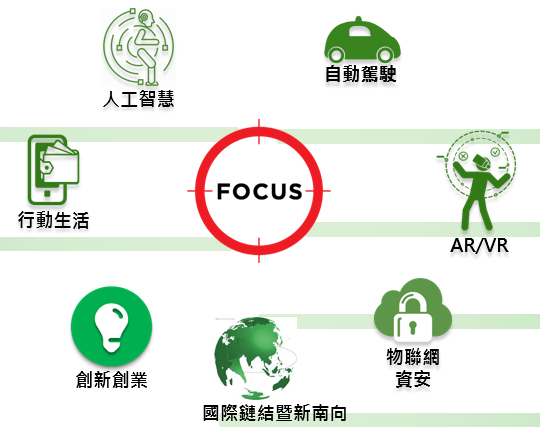 人工智慧
自動駕駛
行動生活
FOCUS
AR/VR
創新創業
物聯網
資安
國際鏈結暨新南向